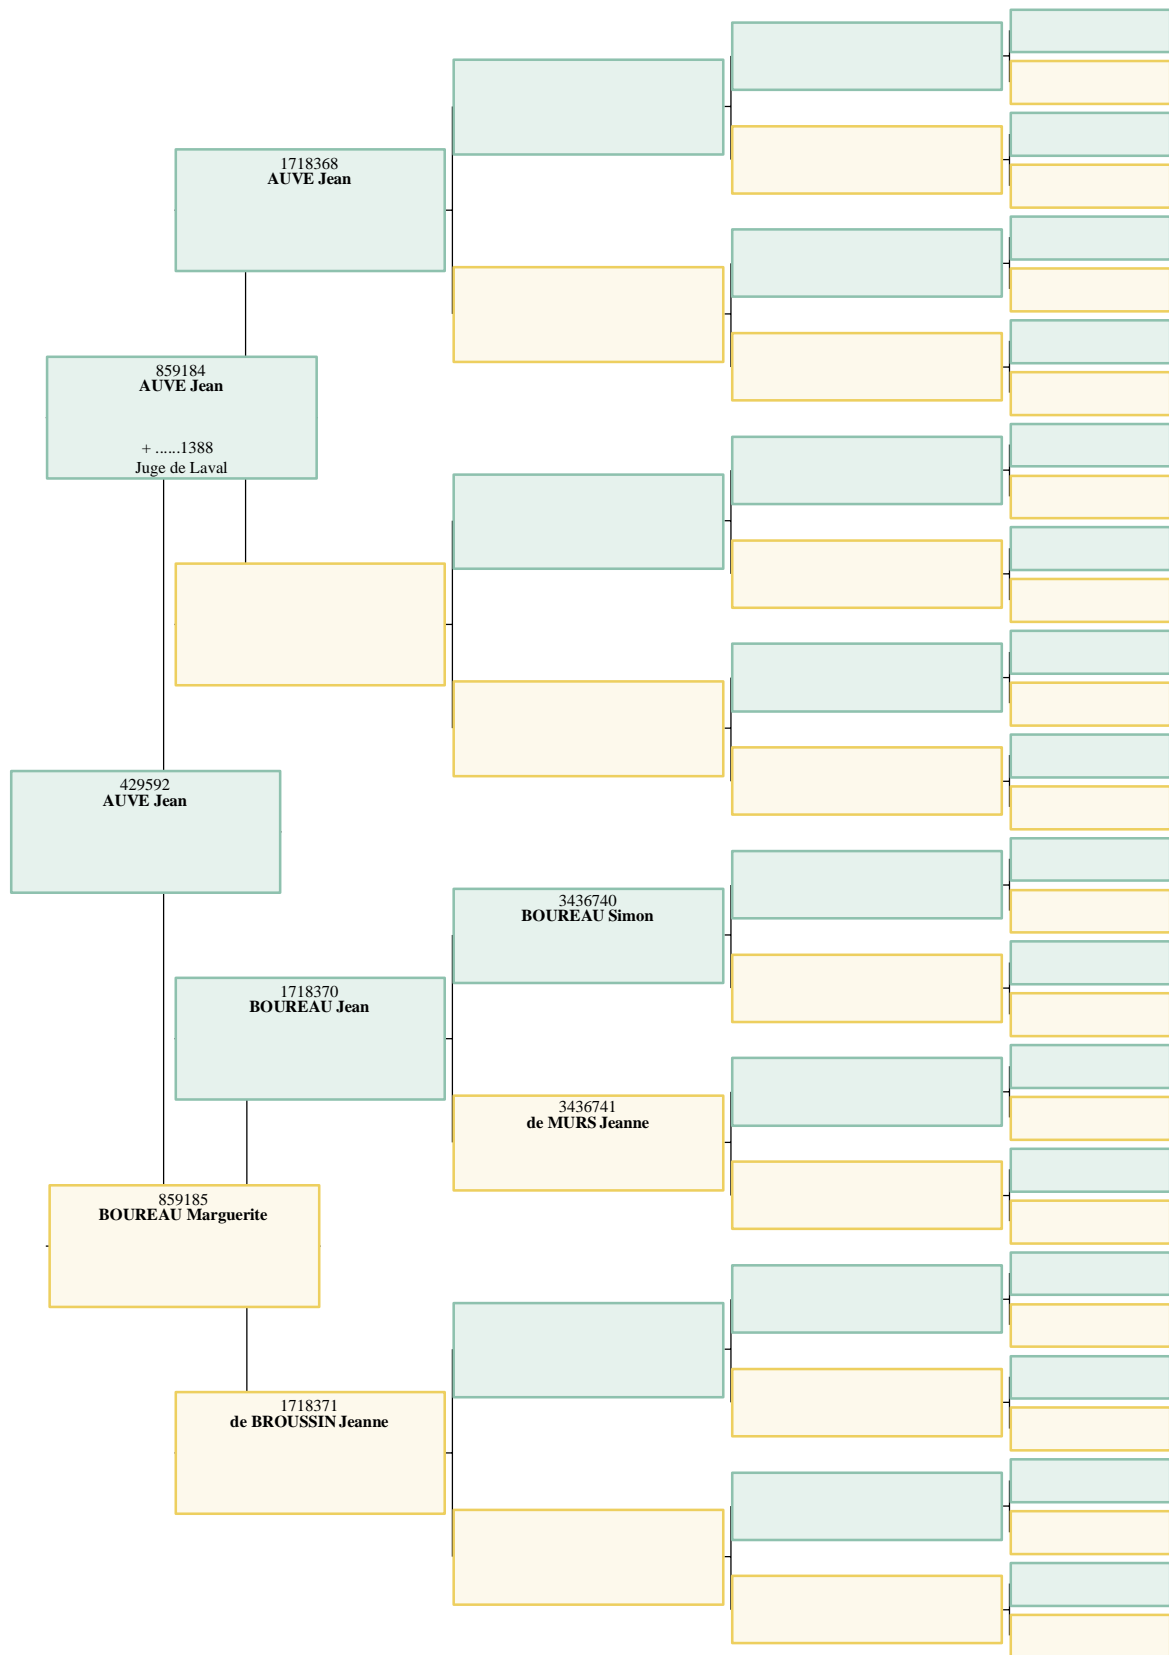 1718368
AUVE Jean
859184
AUVE Jean
+ ......1388
Juge de Laval
429592
AUVE Jean
3436740
BOUREAU Simon
1718370
BOUREAU Jean
3436741
de MURS Jeanne
859185
BOUREAU Marguerite
1718371
de BROUSSIN Jeanne